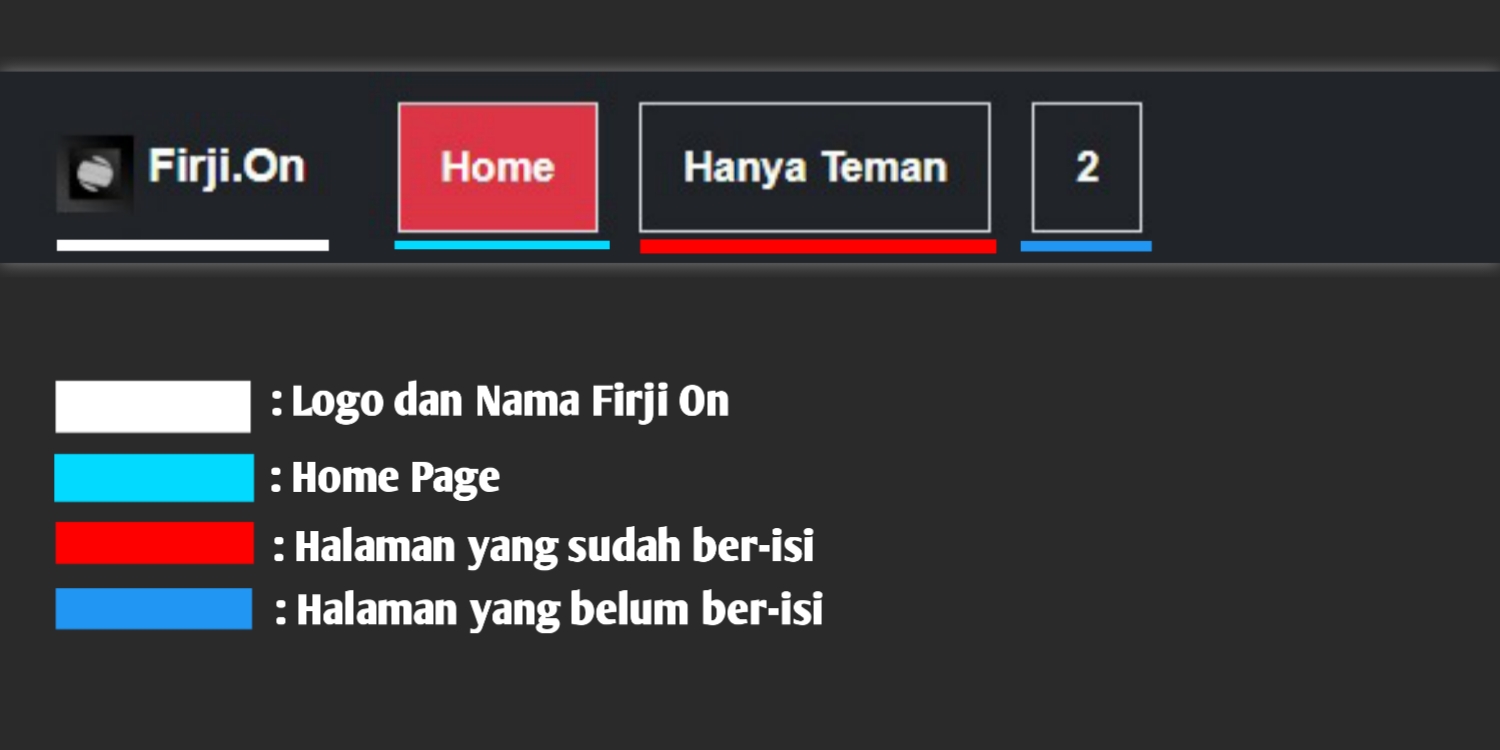 Firji.On
Home
Hanya Teman
2
: Logo dan Nama Firji On
: Home Page
: Halaman yang sudah ber-isi
: Halaman yang belum ber-isi